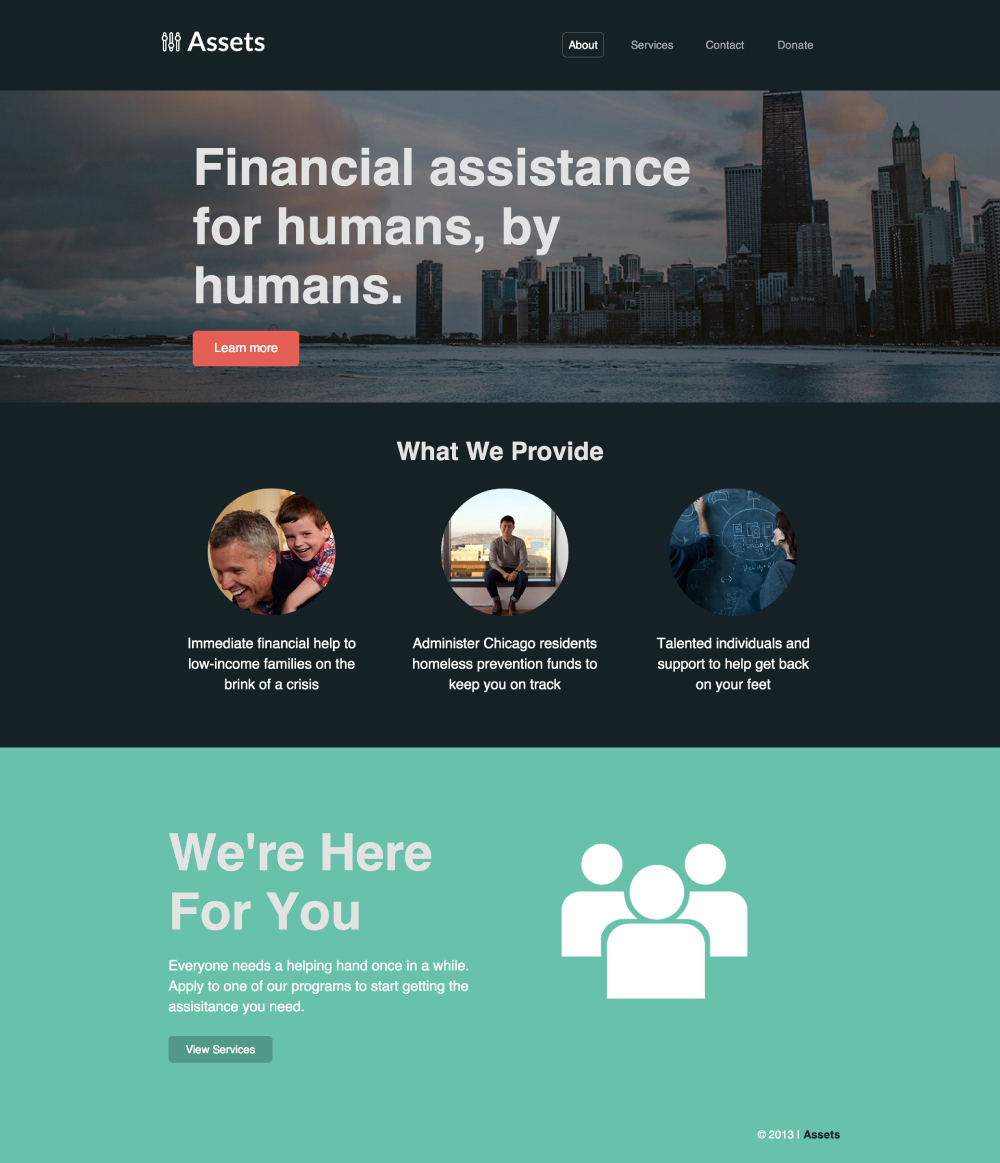 Assets
About Services Contact Donate
Financial assistance
for humans, by
humans.
Learn more
What We Provide
Immediate financial help to
low-income families on the
brink of a crisis
Administer Chicago residents
homeless prevention funds to
keep you on track
Talented individuals and
support to help get back
on your feet
We're Here
For You
Everyone needs a helping hand once in a while.
Apply to one of our programs to start getting the
assisitance you need.
View Services
© 2013 | Assets